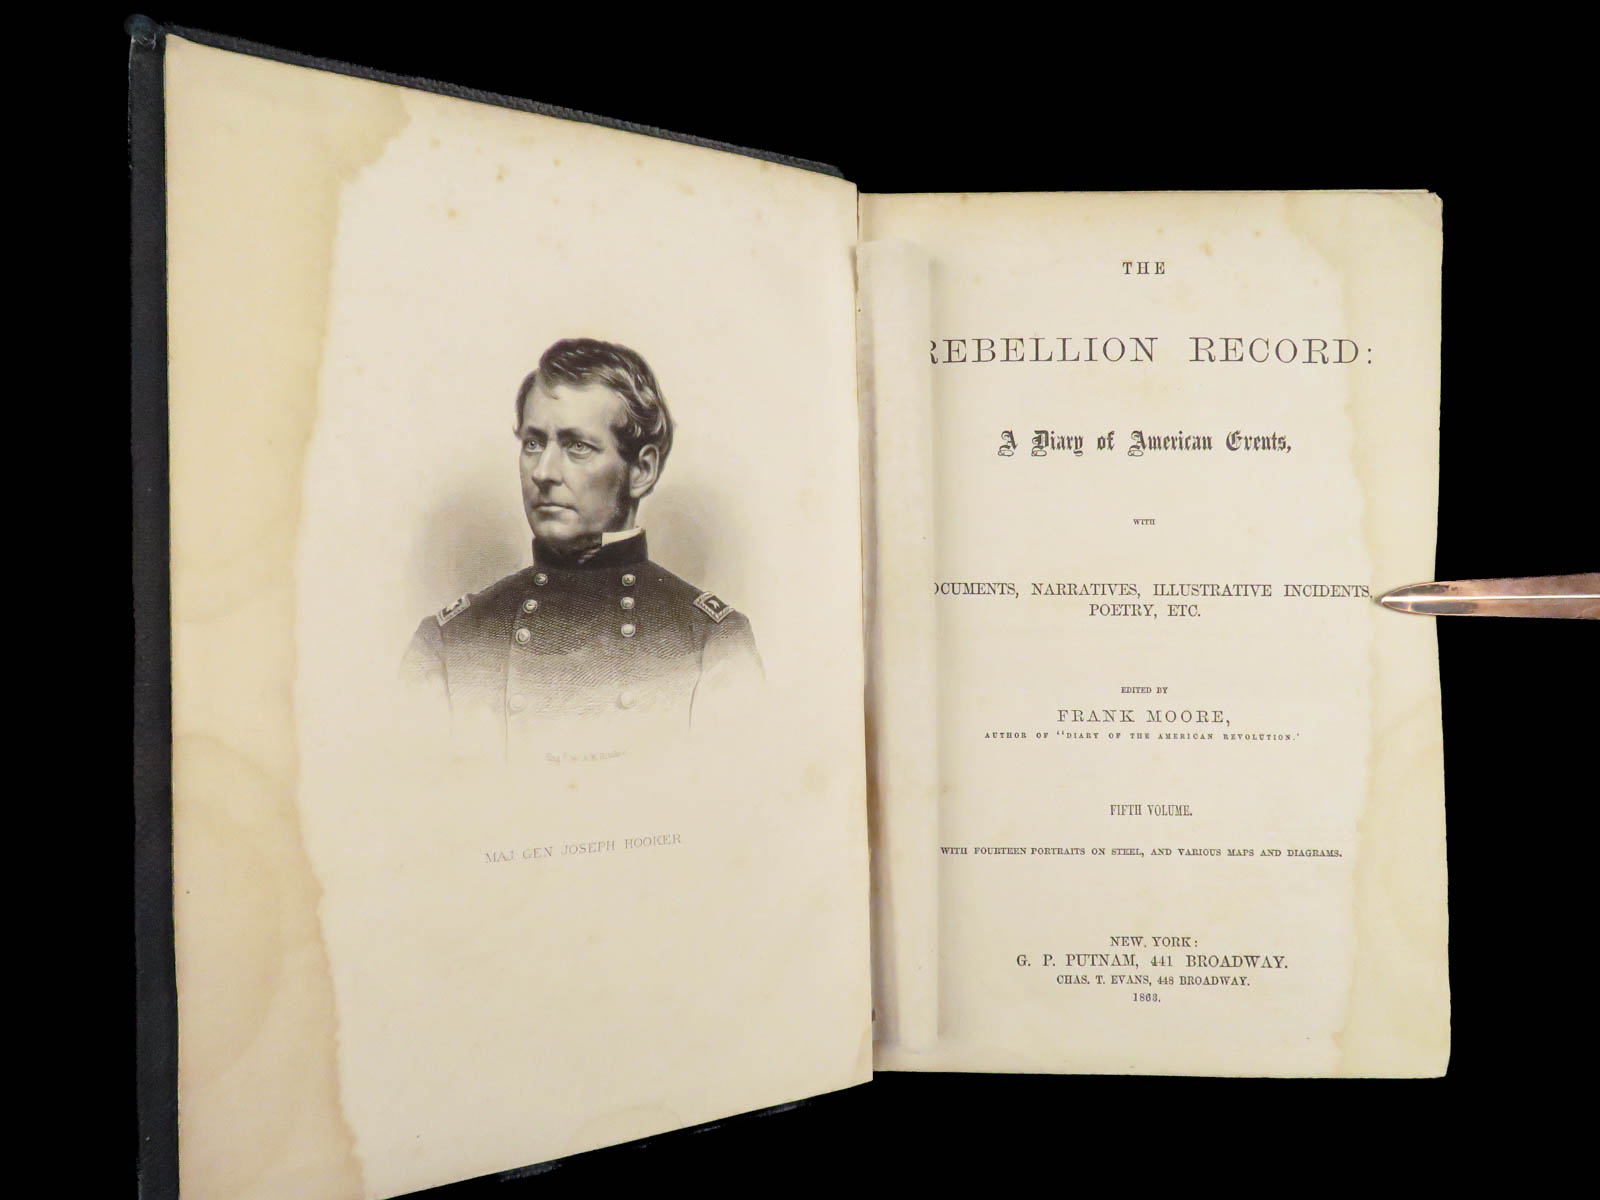 MAJ. GEN JOSEPH HOOKER
THE
REBELLION RECORD:
A Diary of American Events,
WITH
OCUMENTS, NARRATIVES, ILLUSTRATIVE INCIDENTS,
POETRY, ETC.
EDITED BY
FRANK MOORE,
AUTHOR OF "DIARY OF THE AMERICAN REVOLUTION."
FIFTH VOLUME.
WITH FOURTEEN PORTRAITS ON STEEL, AND VARIOUS MAPS AND DIAGRAMS.
NEW YORK:
G. P. PUTNAM, 441 BROADWAY.
CHAS. T. EVANS, 448 BROADWAY.
1863.